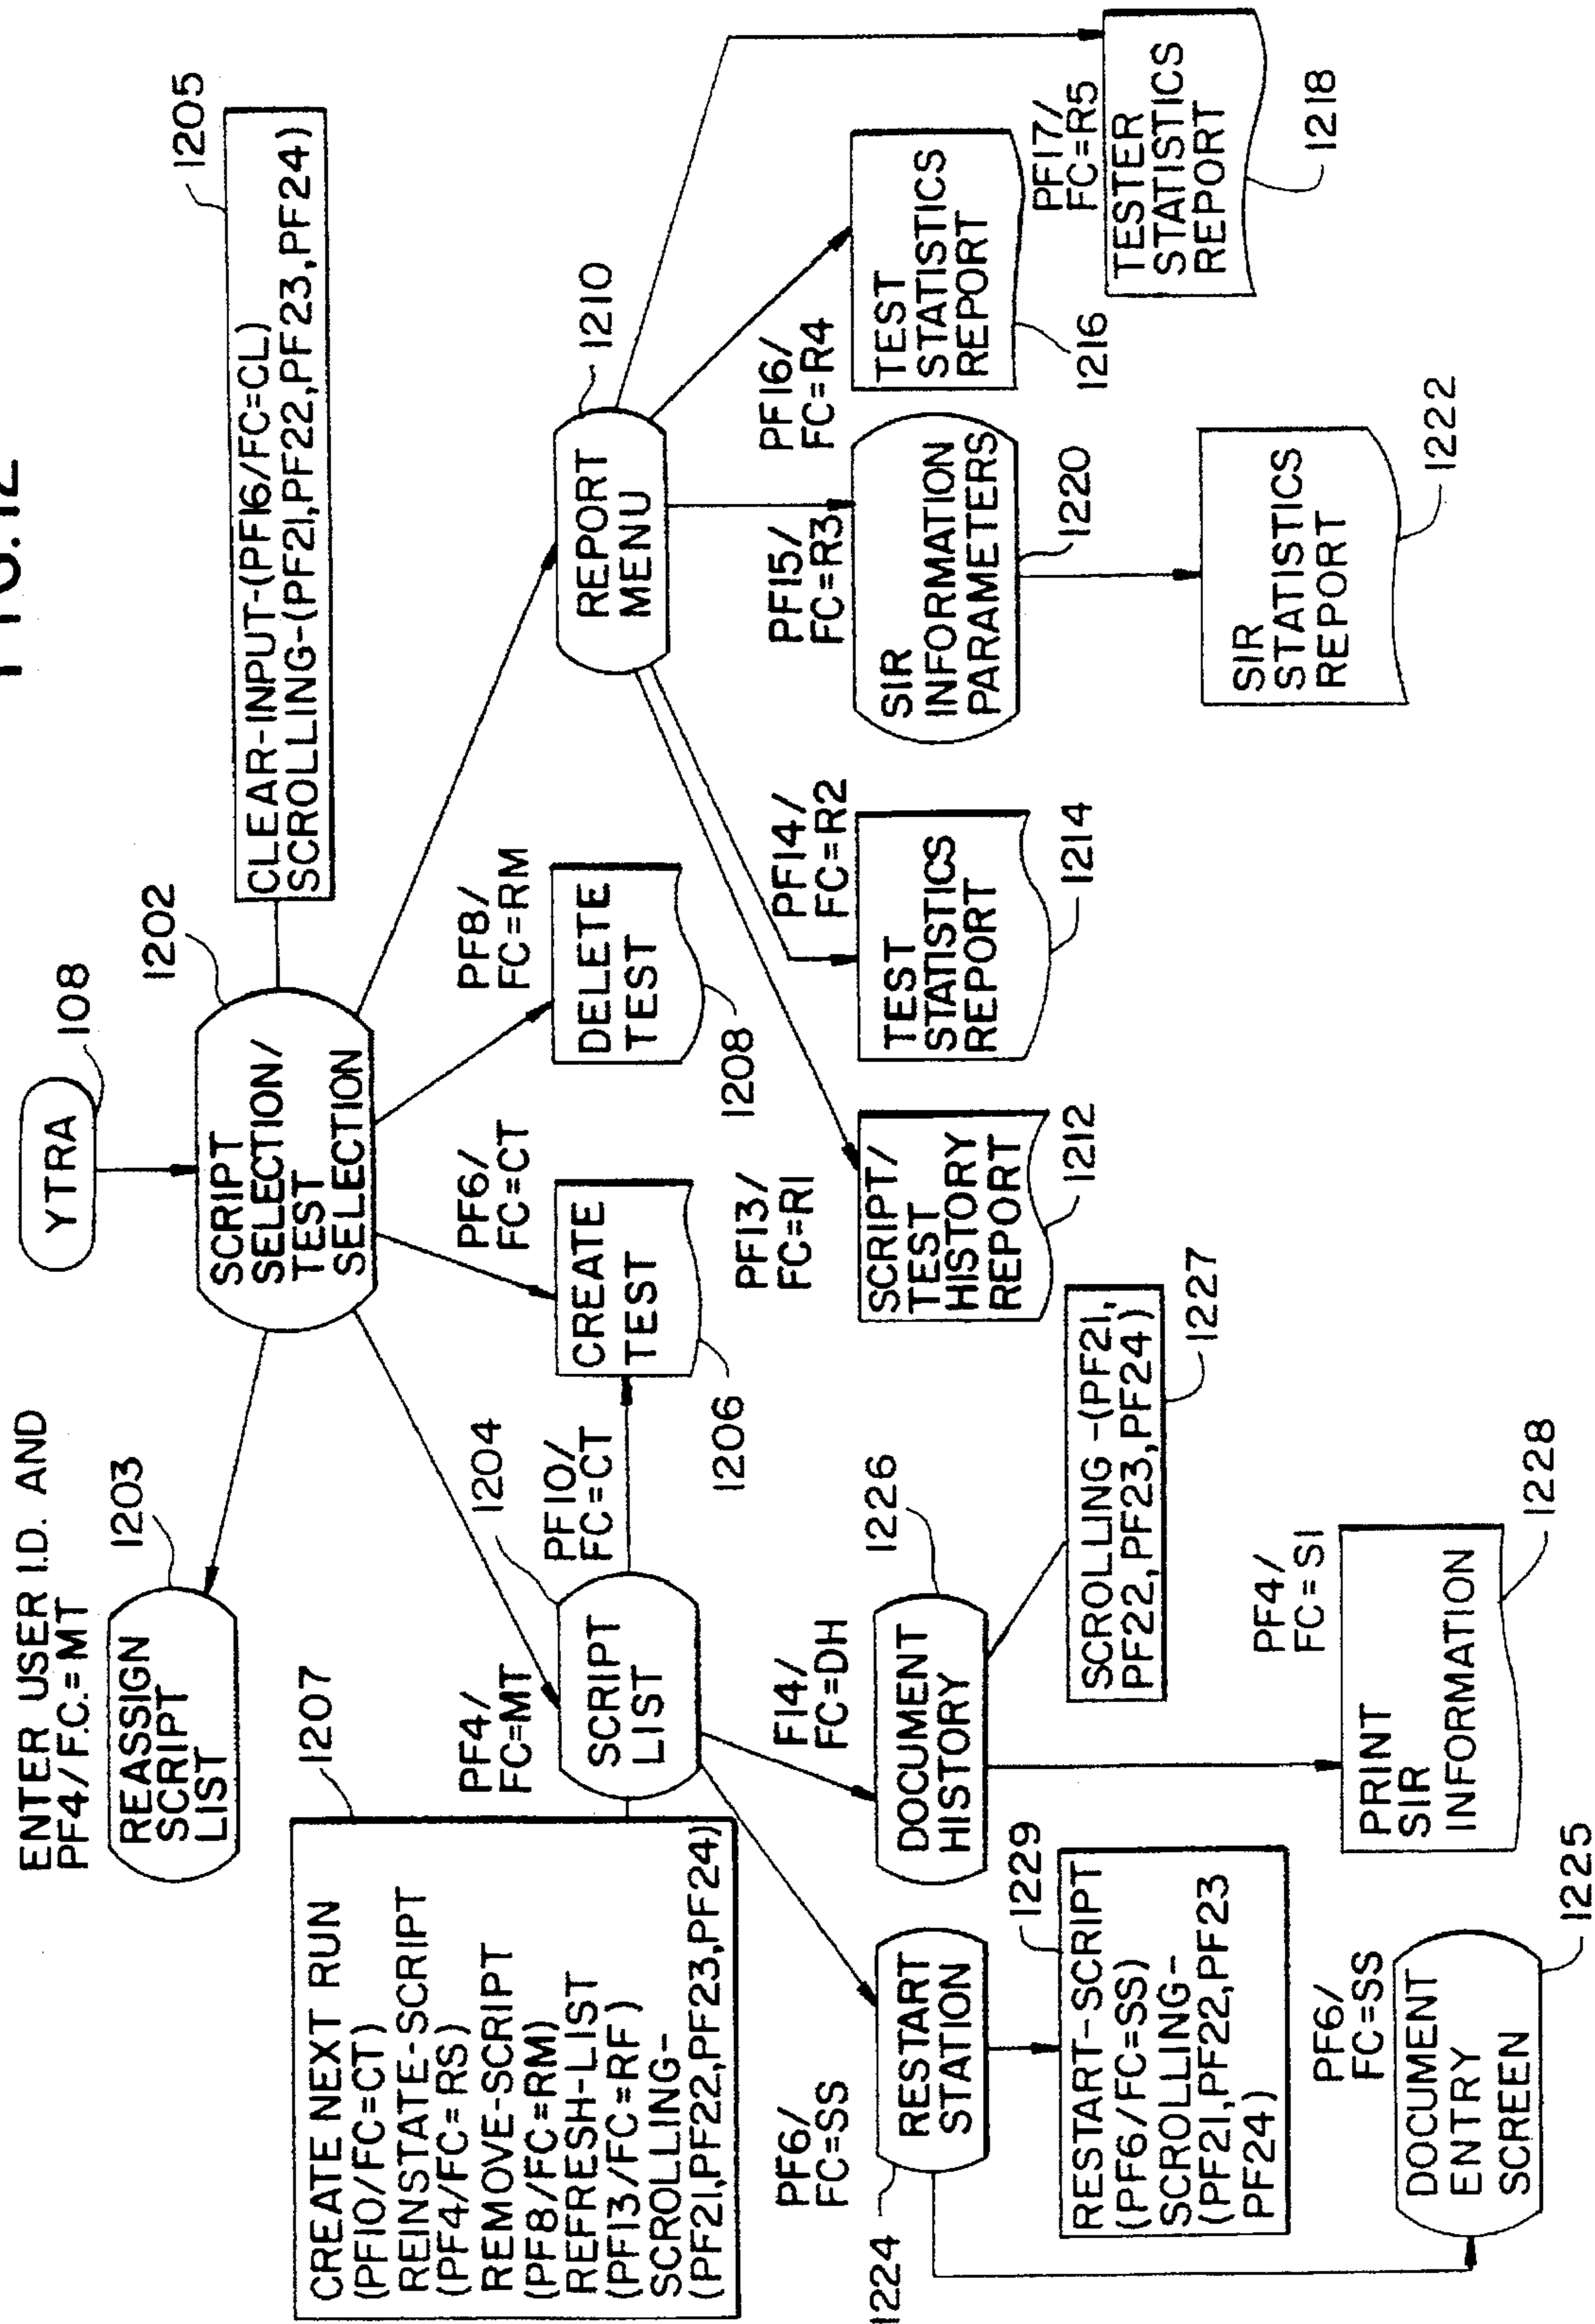 FIG.12
YTRA
108
ENTER USER I.D. AND
PF4/F.C.=MT
1203
REASSIGN
SCRIPT
LIST
SCRIPT
SELECTION/
TEST
SELECTION
1202
1205
CLEAR-INPUT-(PF16/FC=CL)
SCROLLING-(PF21,PF22,PF23,PF24)
1207
CREATE NEXT RUN
(PF10/FC=CT)
REINSTATE-SCRIPT
(PF4/FC=RS)
REMOVE-SCRIPT
(PF8/FC=RM)
REFRESH-LIST
(PF13/FC=RF)
SCROLLING-
(PF21,PF22,PF23,PF24)
PF4/
FC=MT
1204
SCRIPT
LIST
PF10/
FC=CT
PF6/
FC=CT
CREATE
TEST
1206
PF8/
FC=RM
DELETE
TEST
1208
REPORT
MENU
1210
PF6/
FC=SS
RESTART
STATION
1224
F14/
FC=DH
DOCUMENT
HISTORY
1226
PF13/
FC=R1
SCRIPT/
TEST
HISTORY
REPORT
1212
PF14/
FC=R2
TEST
STATISTICS
REPORT
1214
PF15/
FC=R3
SIR
INFORMATION
PARAMETERS
1220
PF16/
FC=R4
TEST
STATISTICS
REPORT
1216
PF17/
FC=R5
TESTER
STATISTICS
REPORT
1218
1229
RESTART-SCRIPT
(PF6/FC=SS)
SCROLLING-
(PF21,PF22,PF23
PF24)
SCROLLING-(PF21,
PF22,PF23,PF24)
1227
SIR
STATISTICS
REPORT
1222
PF6/
FC=SS
DOCUMENT
ENTRY
SCREEN
1225
PF4/
FC=SI
PRINT
SIR
INFORMATION
1228